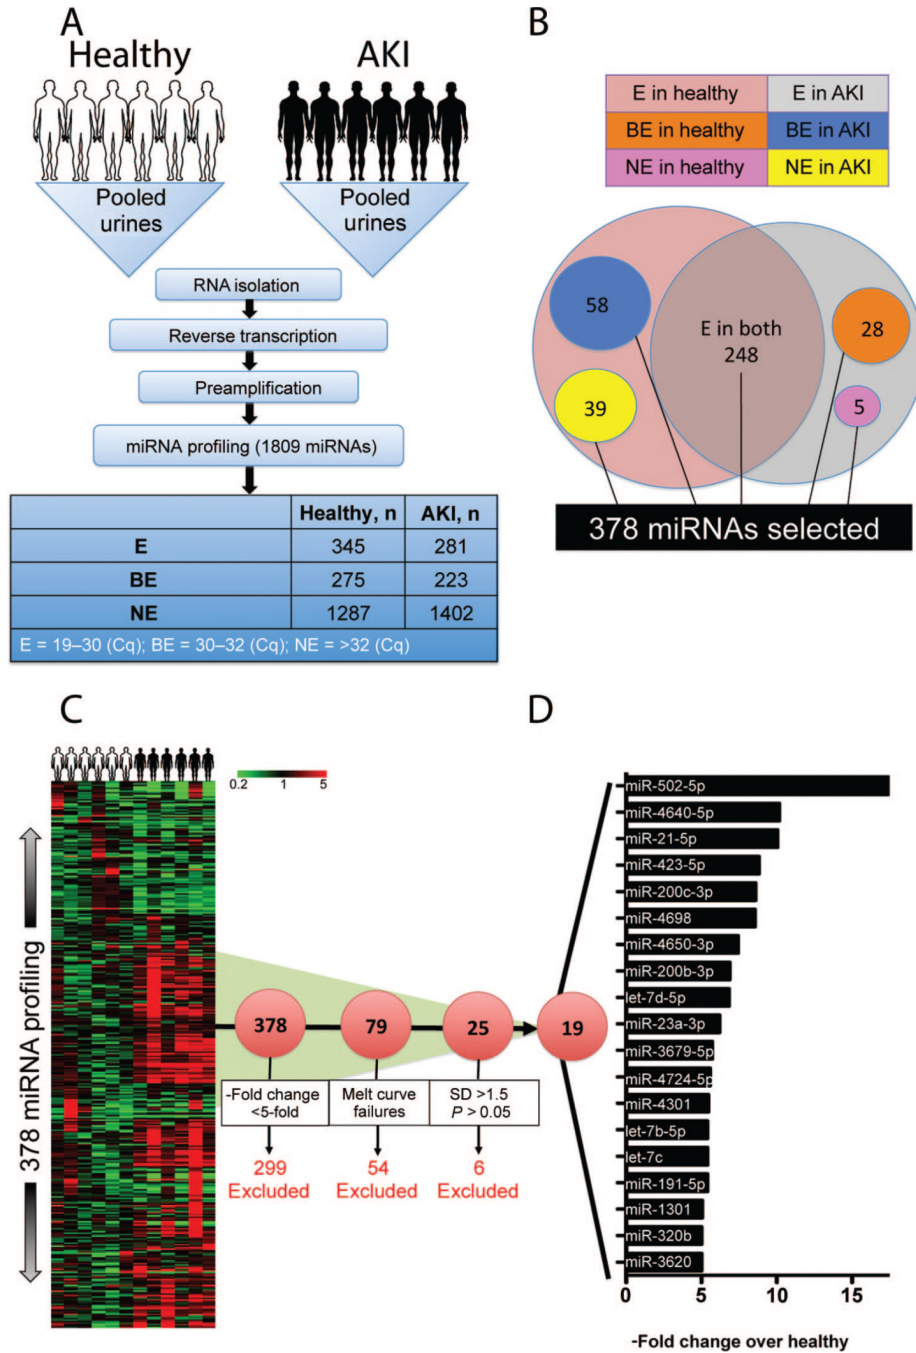 A
Healthy
AKI
Pooled
urines
Pooled
urines
RNA isolation
Reverse transcription
Preamplification
miRNA profiling (1809 miRNAs)
Healthy, n AKI, n
E 345 281
BE 275 223
NE 1287 1402
E = 19–30 (Cq); BE = 30–32 (Cq); NE = >32 (Cq)
B
E in healthy E in AKI
BE in healthy BE in AKI
NE in healthy NE in AKI
58
E in both
248
28
39
5
378 miRNAs selected
C
0.2 1 5
378 miRNA profiling
378
79
25
19
-Fold change
<5-fold
Melt curve
failures
SD >1.5
P > 0.05
299
Excluded
54
Excluded
6
Excluded
D
miR-502-5p
miR-4640-5p
miR-21-5p
miR-423-5p
miR-200c-3p
miR-4698
miR-4650-3p
miR-200b-3p
let-7d-5p
miR-23a-3p
miR-3679-5p
miR-4724-5p
miR-4301
let-7b-5p
let-7c
miR-191-5p
miR-1301
miR-320b
miR-3620
0 5 10 15
-Fold change over healthy